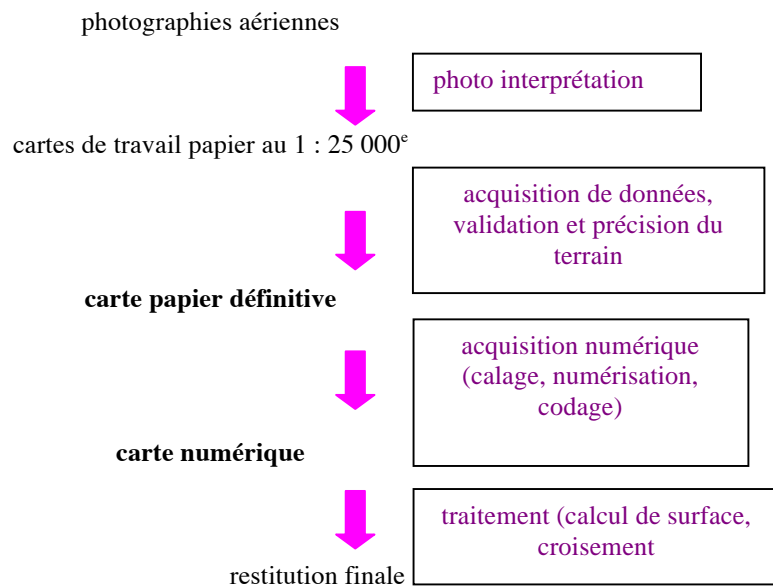 photographies aériennes
photo interprétation
cartes de travail papier au 1 : 25 000e
acquisition de données,
validation et précision du
terrain
carte papier définitive
acquisition numérique
(calage, numérisation,
codage)
carte numérique
traitement (calcul de surface,
croisement
restitution finale